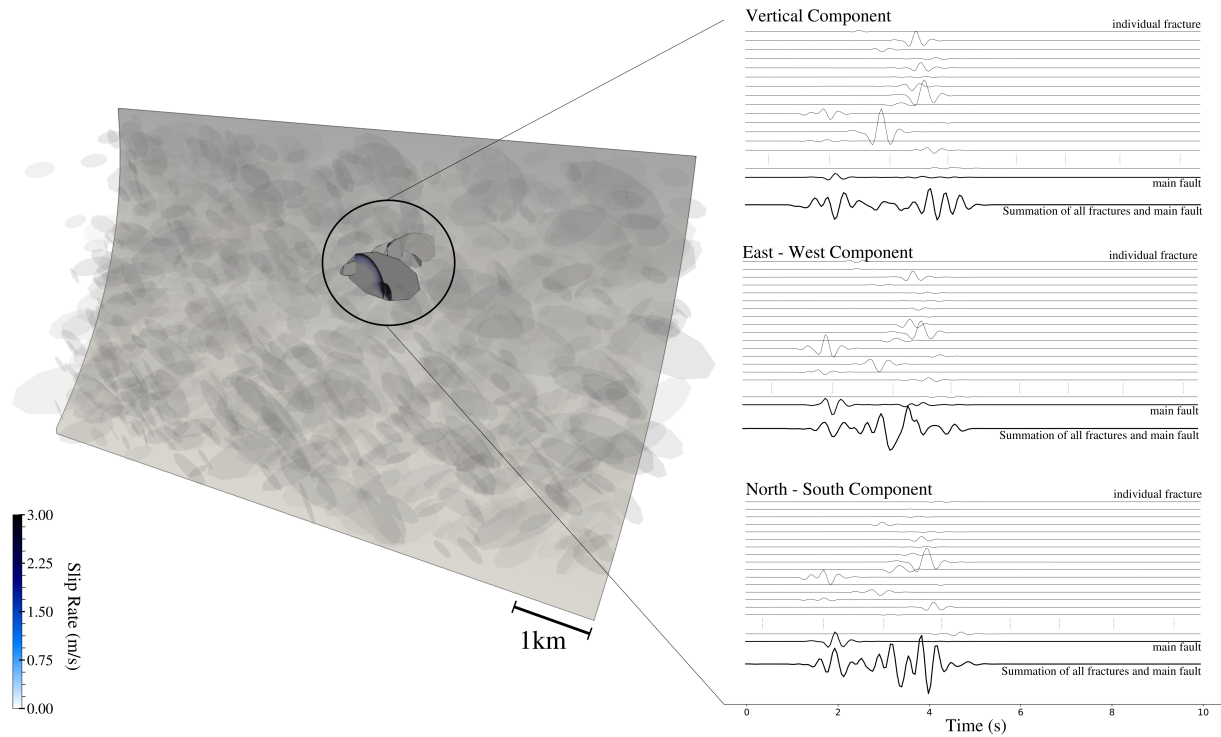 Vertical Component
individual fracture
main fault
Summation of all fractures and main fault
East - West Component
individual fracture
main fault
Summation of all fractures and main fault
North - South Component
individual fracture
main fault
Summation of all fractures and main fault
0 2 4 6 8 10
Time (s)
3.00
2.25
1.50
0.75
0.00
Slip Rate (m/s)
1km